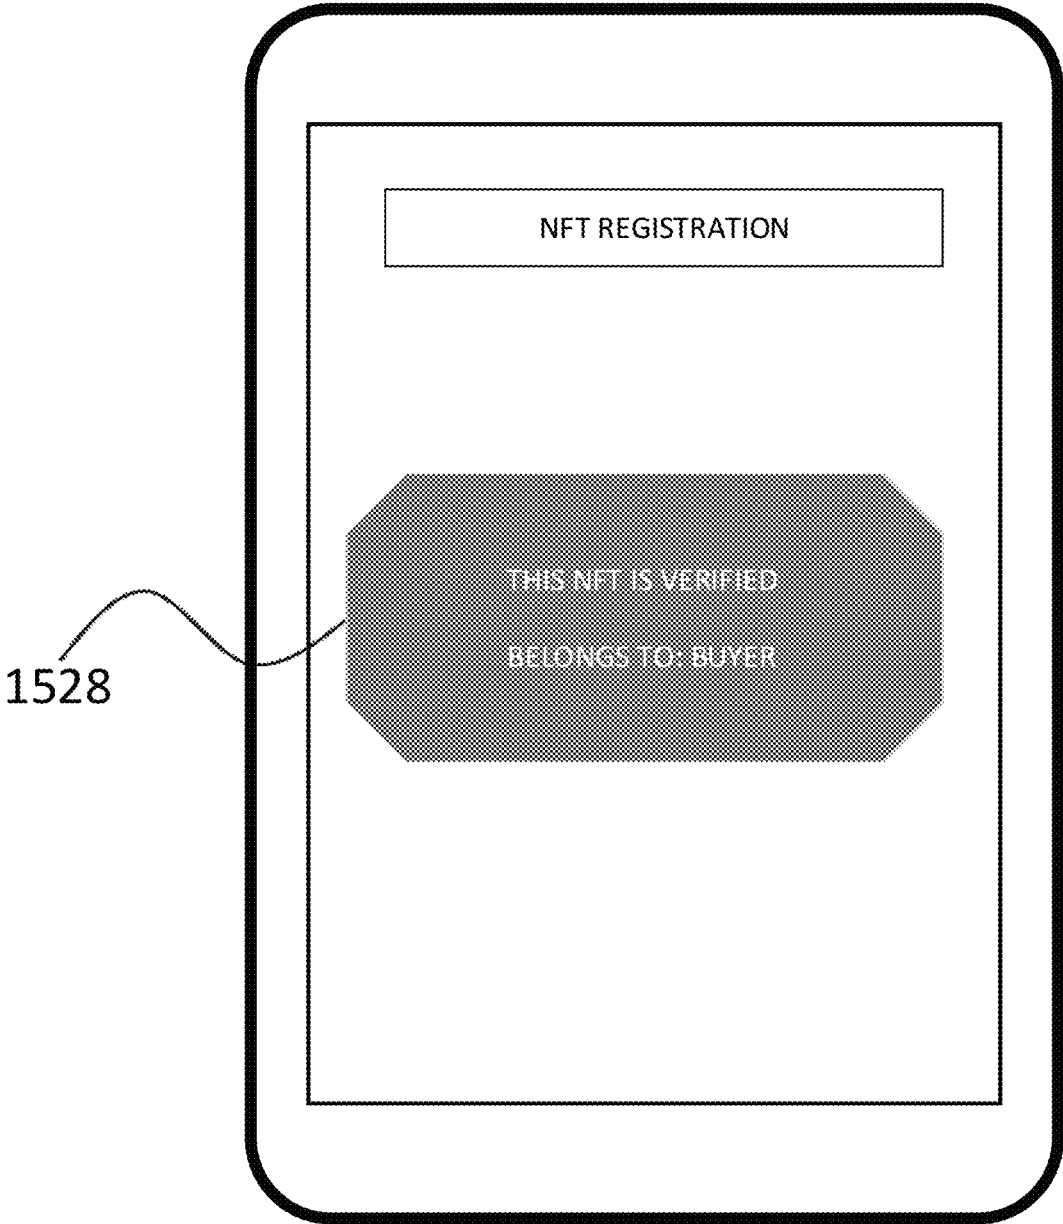 NFT REGISTRATION
THIS NFT IS VERIFIED
BELONGS TO: BUYER
1528